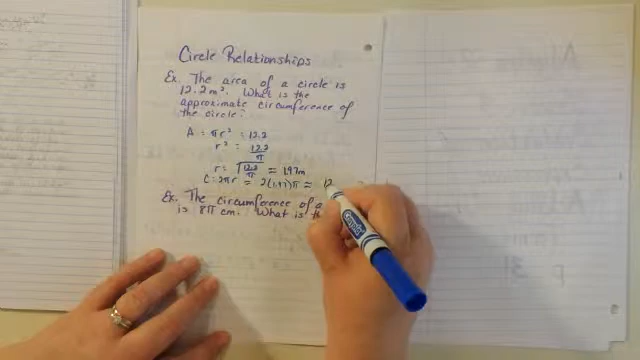 Circle Relationships
Ex. The area of a circle is
12.2 m². What is the
approximate circumference of
the circle?
A = πr² = 12.2
r² = 12.2/π
r = √(12.2/π) ≈ 1.97m
C = 2πr = 2(1.97)π ≈ 12
Ex. The circumference of a
is 8π cm. What is th